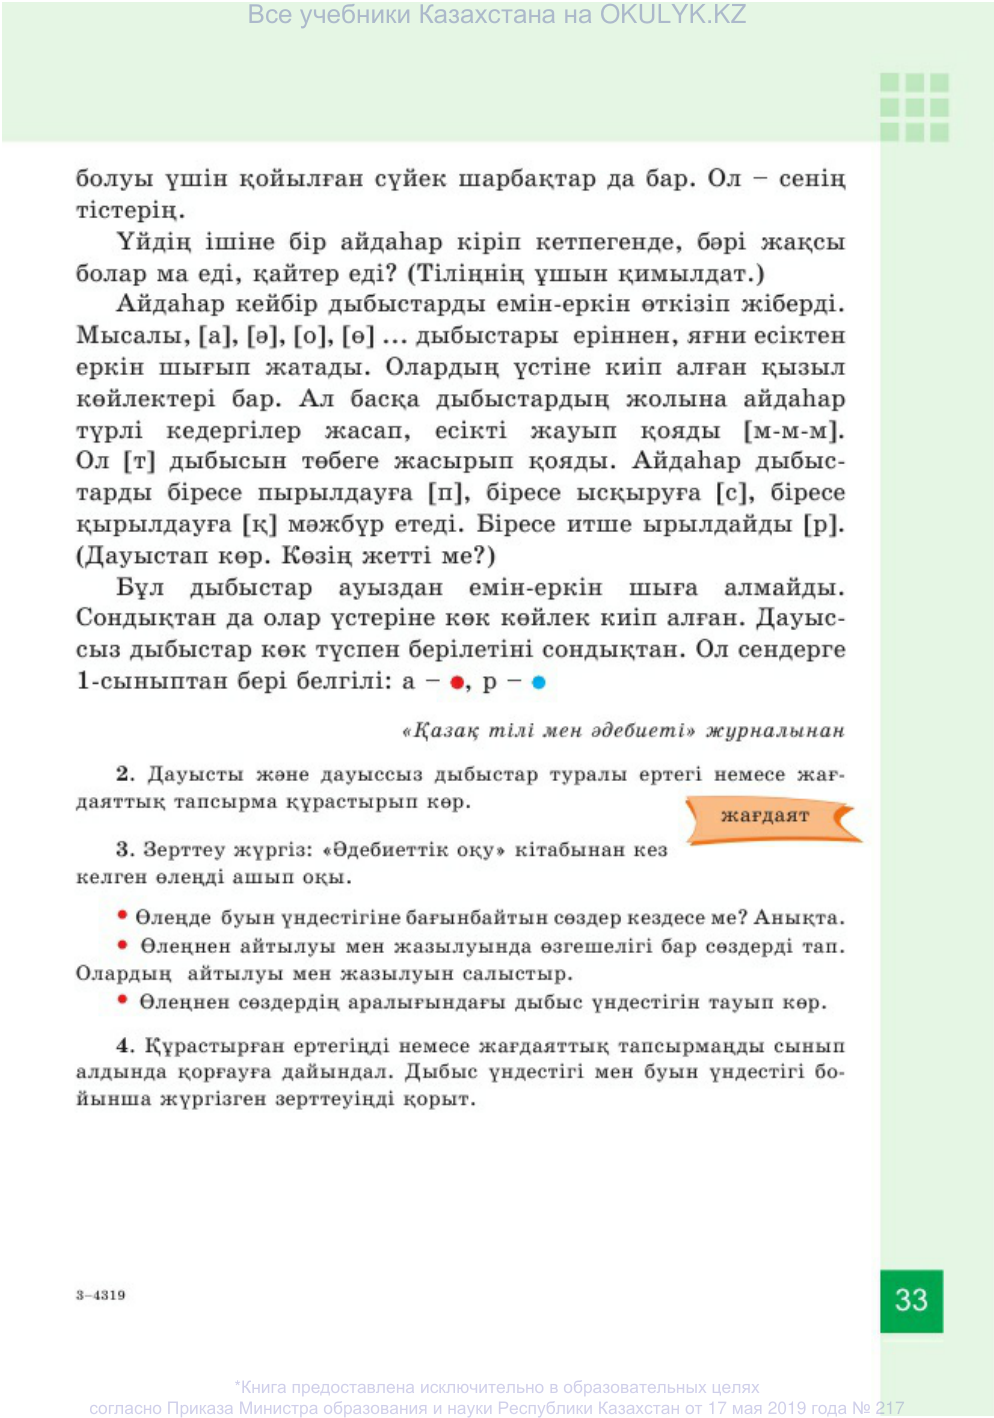 Все учебники Казахстана на OKULYK.KZ
болуы үшін қойылған сүйек шарбақтар да бар. Ол – сенің
тістерің.
Үйдің ішіне бір айдаһар кіріп кетпегенде, бәрі жақсы
болар ма еді, қайтер еді? (Тіліңнің ұшын қимылдат.)
Айдаһар кейбір дыбыстарды емін-еркін өткізіп жіберді.
Мысалы, [а], [ә], [о], [ө] ... дыбыстары еріннен, яғни есіктен
еркін шығып жатады. Олардың үстіне киіп алған қызыл
көйлектері бар. Ал басқа дыбыстардың жолына айдаһар
түрлі кедергілер жасап, есікті жауып қояды [м-м-м].
Ол [т] дыбысын төбеге жасырып қояды. Айдаһар дыбыс-
тарды біресе пырылдауға [п], біресе ысқыруға [с], біресе
қырылдауға [қ] мәжбүр етеді. Біресе итше ырылдайды [р].
(Дауыстап көр. Көзің жетті ме?)
Бұл дыбыстар ауыздан емін-еркін шыға алмайды.
Сондықтан да олар үстеріне көк көйлек киіп алған. Дауыс-
сыз дыбыстар көк түспен берілетіні сондықтан. Ол сендерге
1-сыныптан бері белгілі: а – ●, р – ●
«Қазақ тілі мен әдебиеті» журналынан
2. Дауысты және дауыссыз дыбыстар туралы ертегі немесе жағ-
даяттық тапсырма құрастырып көр.
жағдаят
3. Зерттеу жүргіз: «Әдебиеттік оқу» кітабынан кез
келген өлеңді ашып оқы.
• Өлеңде буын үндестігіне бағынбайтын сөздер кездесе ме? Анықта.
• Өлеңнен айтылуы мен жазылуында өзгешелігі бар сөздерді тап.
Олардың айтылуы мен жазылуын салыстыр.
• Өлеңнен сөздердің аралығындағы дыбыс үндестігін тауып көр.
4. Құрастырған ертегіңді немесе жағдаяттық тапсырмаңды сынып
алдында қорғауға дайындал. Дыбыс үндестігі мен буын үндестігі бо-
йынша жүргізген зерттеуіңді қорыт.
3–4319
33
*Книга предоставлена исключительно в образовательных целях
согласно Приказа Министра образования и науки Республики Казахстан от 17 мая 2019 года № 217